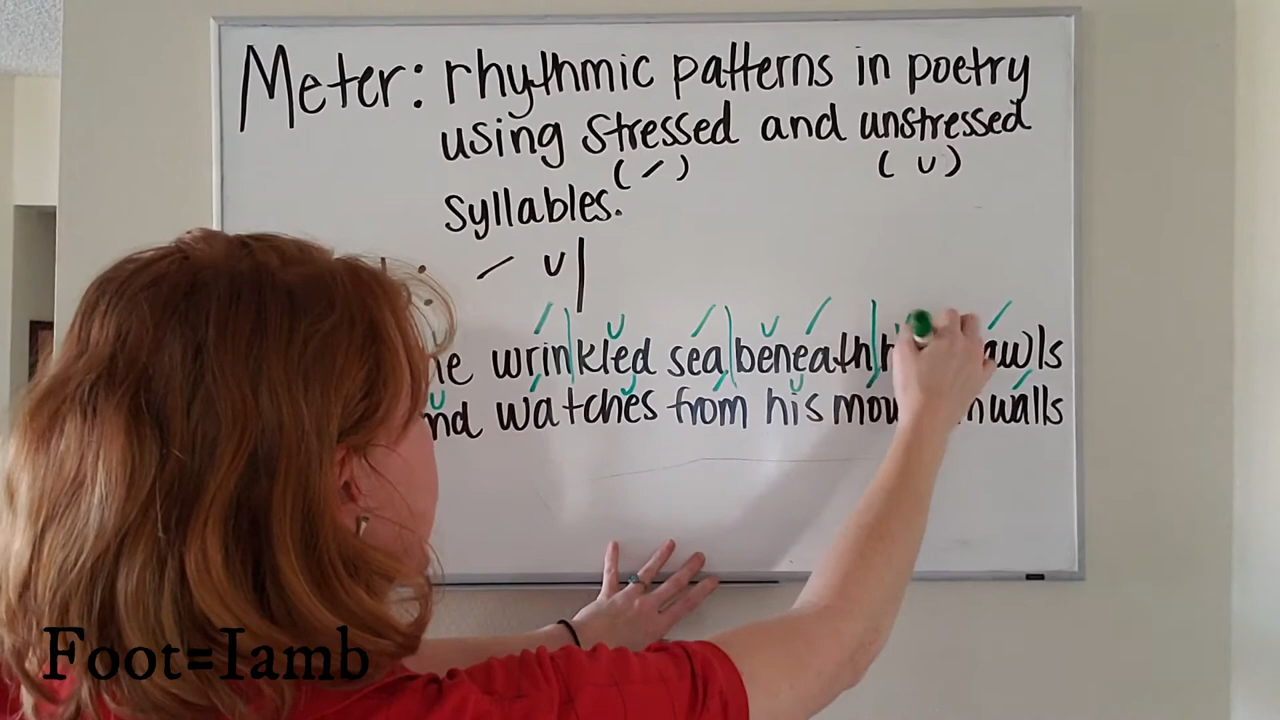 Meter: rhythmic patterns in poetry
using stressed and unstressed
( / ) ( ∪ )
syllables.
/ ∪ |
wrinkled sea beneath
watches from his walls
Foot=Iamb